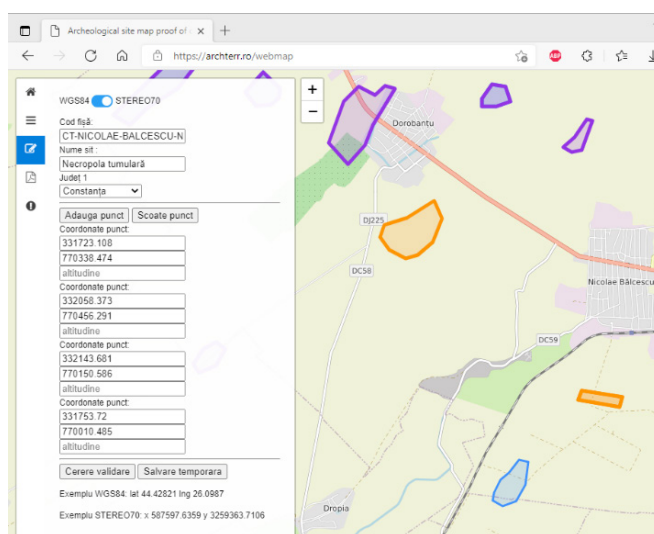 Archeological site map proof of
https://archterr.ro/webmap
ABP
WGS84 STEREO70
Cod fișă:
CT-NICOLAE-BALCESCU-N
Nume sit :
Necropola tumulară
Județ 1
Constanța
Adauga punct Scoate punct
Coordonate punct:
331723.108
770338.474
altitudine
Coordonate punct:
332058.373
770456.291
altitudine
Coordonate punct:
332143.681
770150.586
altitudine
Coordonate punct:
331753.72
770010.485
altitudine
Cerere validare Salvare temporara
Exemplu WGS84: lat 44.42821 lng 26.0987
Exemplu STEREO70: x 587597.6359 y 3259363.7106
+
−
Dorobanțu
DJ225
DC58
Nicolae Bălcescu
DC59
Dropia